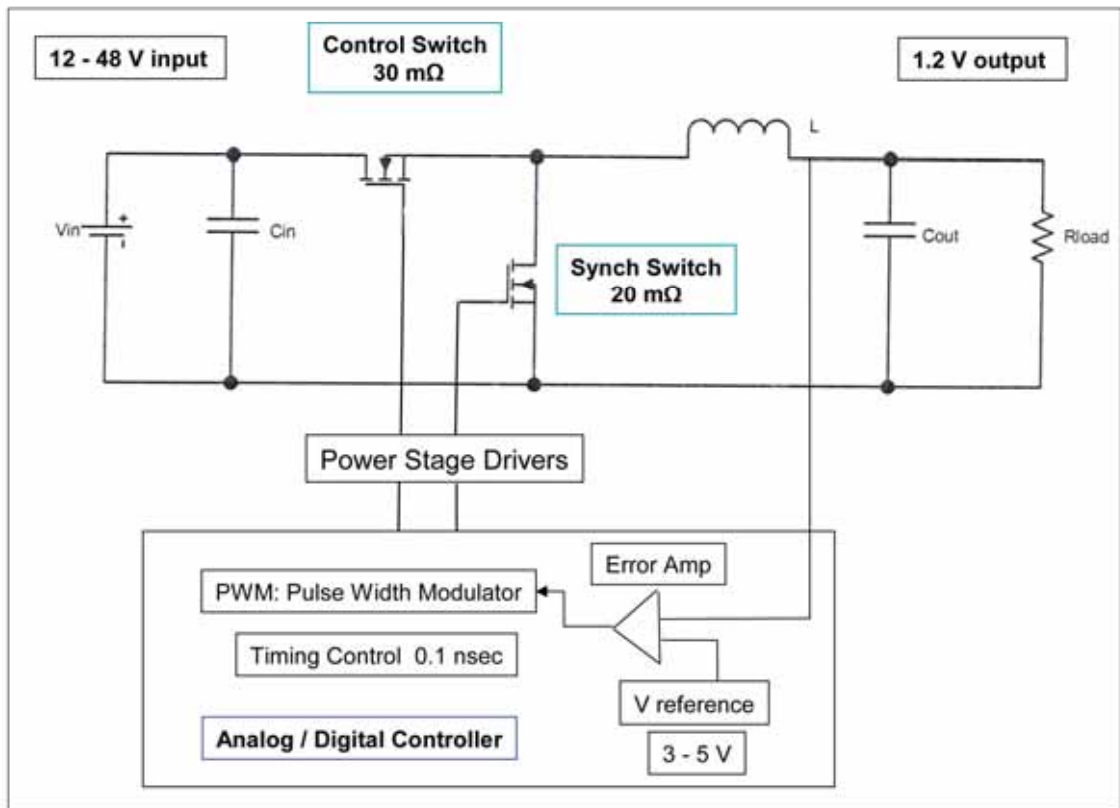 12 - 48 V input
Control Switch
30 mΩ
1.2 V output
L
Vin
+
-
Cin
Synch Switch
20 mΩ
Cout
Rload
Power Stage Drivers
Error Amp
PWM: Pulse Width Modulator
Timing Control 0.1 nsec
V reference
Analog / Digital Controller
3 - 5 V